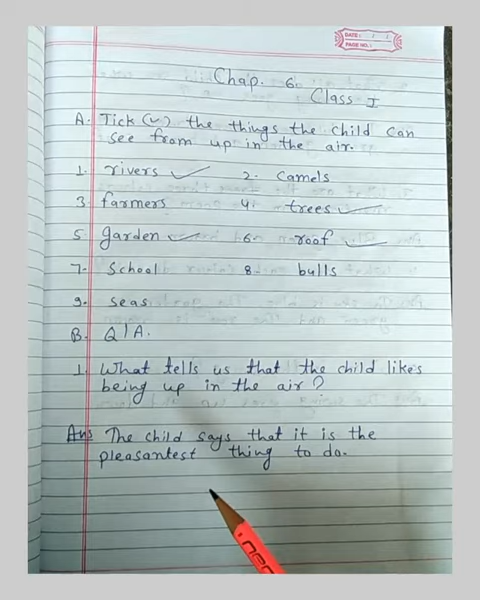 DATE: / /
PAGE NO.:
Chap. 6.
Class I
A. Tick (✓) the things the child can
see from up in the air.
1. rivers ✓ 2. camels
3. farmers 4. trees ✓
5. garden ✓ 6. roof ✓
7. School 8. bulls
9. seas
B. Q/A.
1. What tells us that the child likes
being up in the air?
Ans The child says that it is the
pleasantest thing to do.